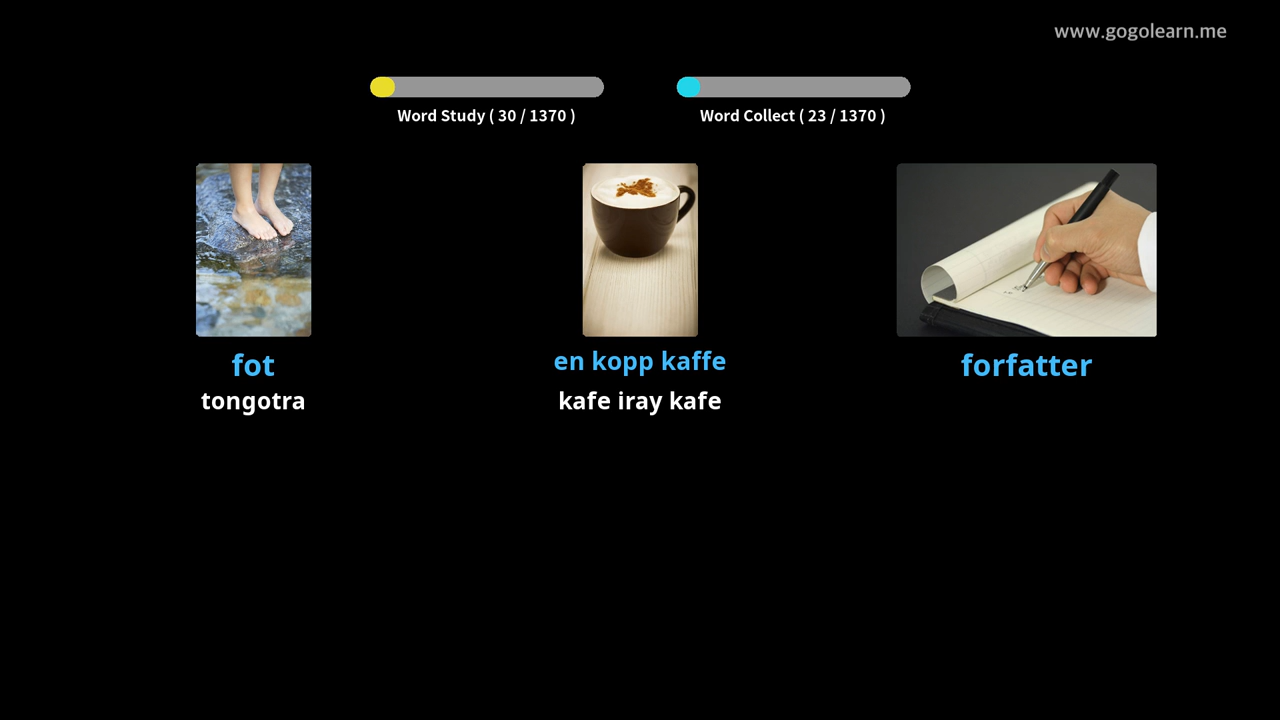 www.gogolearn.me
Word Study ( 30 / 1370 )
Word Collect ( 23 / 1370 )
fot
tongotra
en kopp kaffe
kafe iray kafe
forfatter